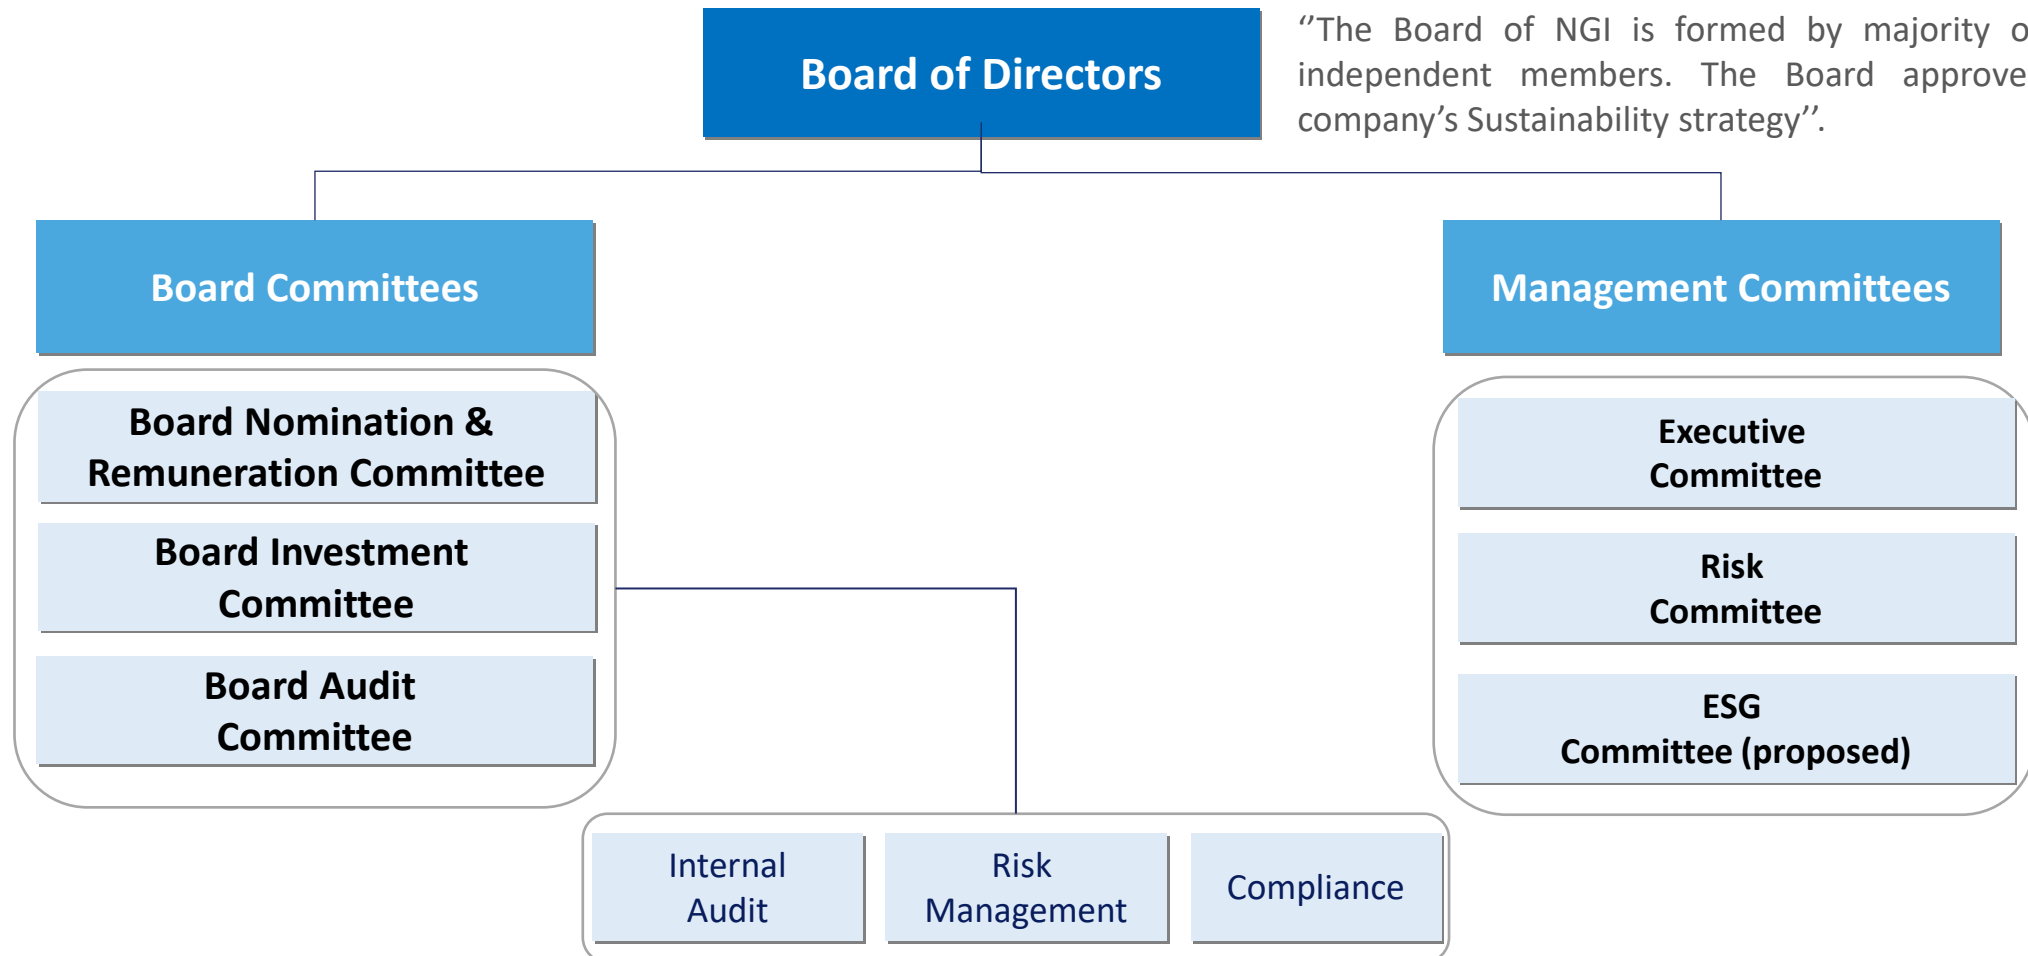 Board of Directors
‘’The Board of NGI is formed by majority o
independent members. The Board approve
company’s Sustainability strategy’’.
Board Committees
Management Committees
Board Nomination &
Remuneration Committee
Board Investment
Committee
Board Audit
Committee
Executive
Committee
Risk
Committee
ESG
Committee (proposed)
Internal
Audit
Risk
Management
Compliance